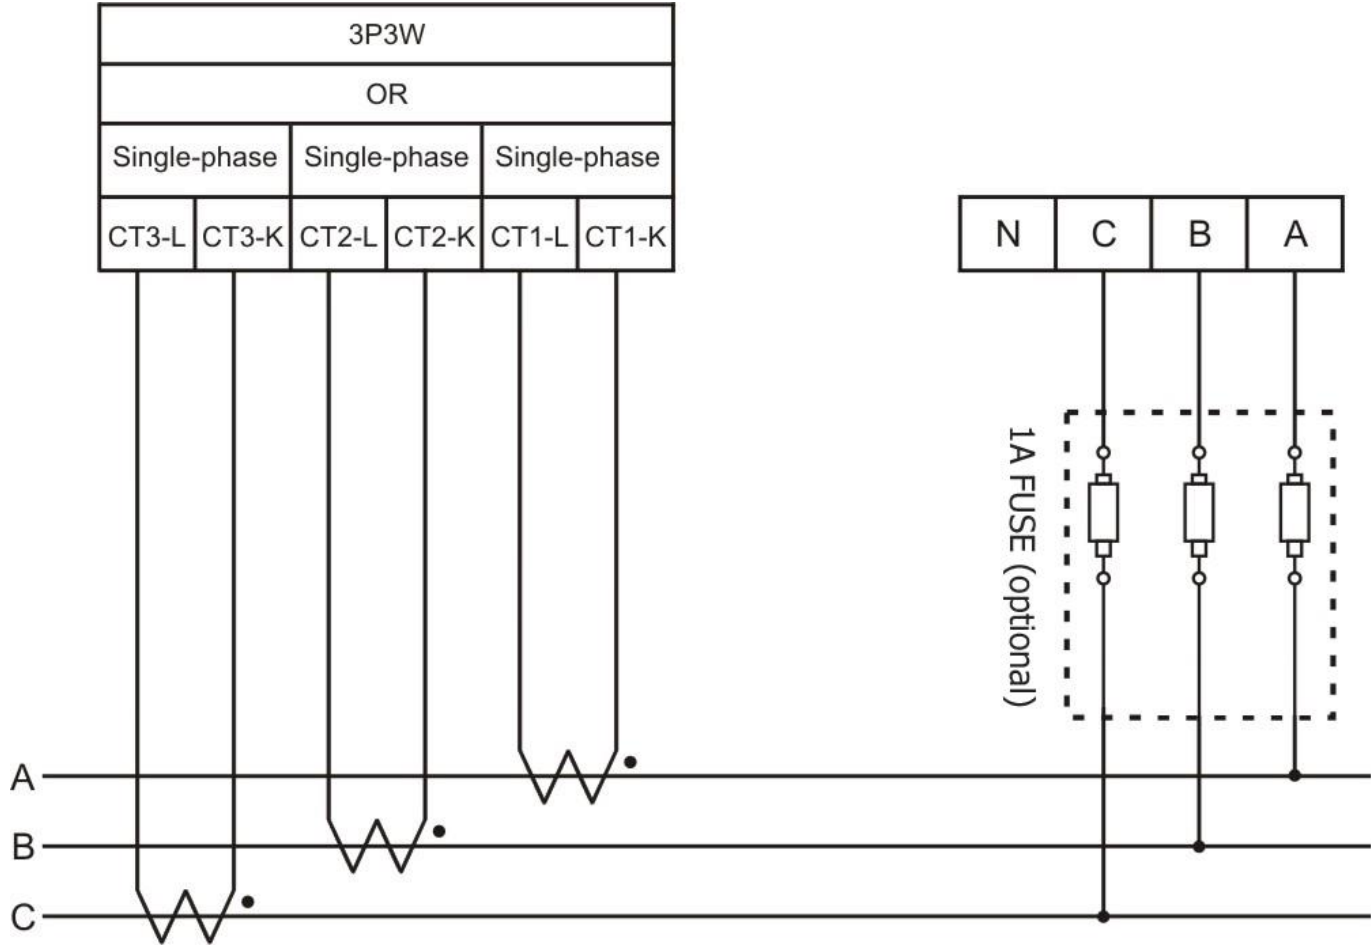 3P3W
OR
Single-phase Single-phase Single-phase
CT3-L CT3-K CT2-L CT2-K CT1-L CT1-K
N C B A
1A FUSE (optional)
A
B
C